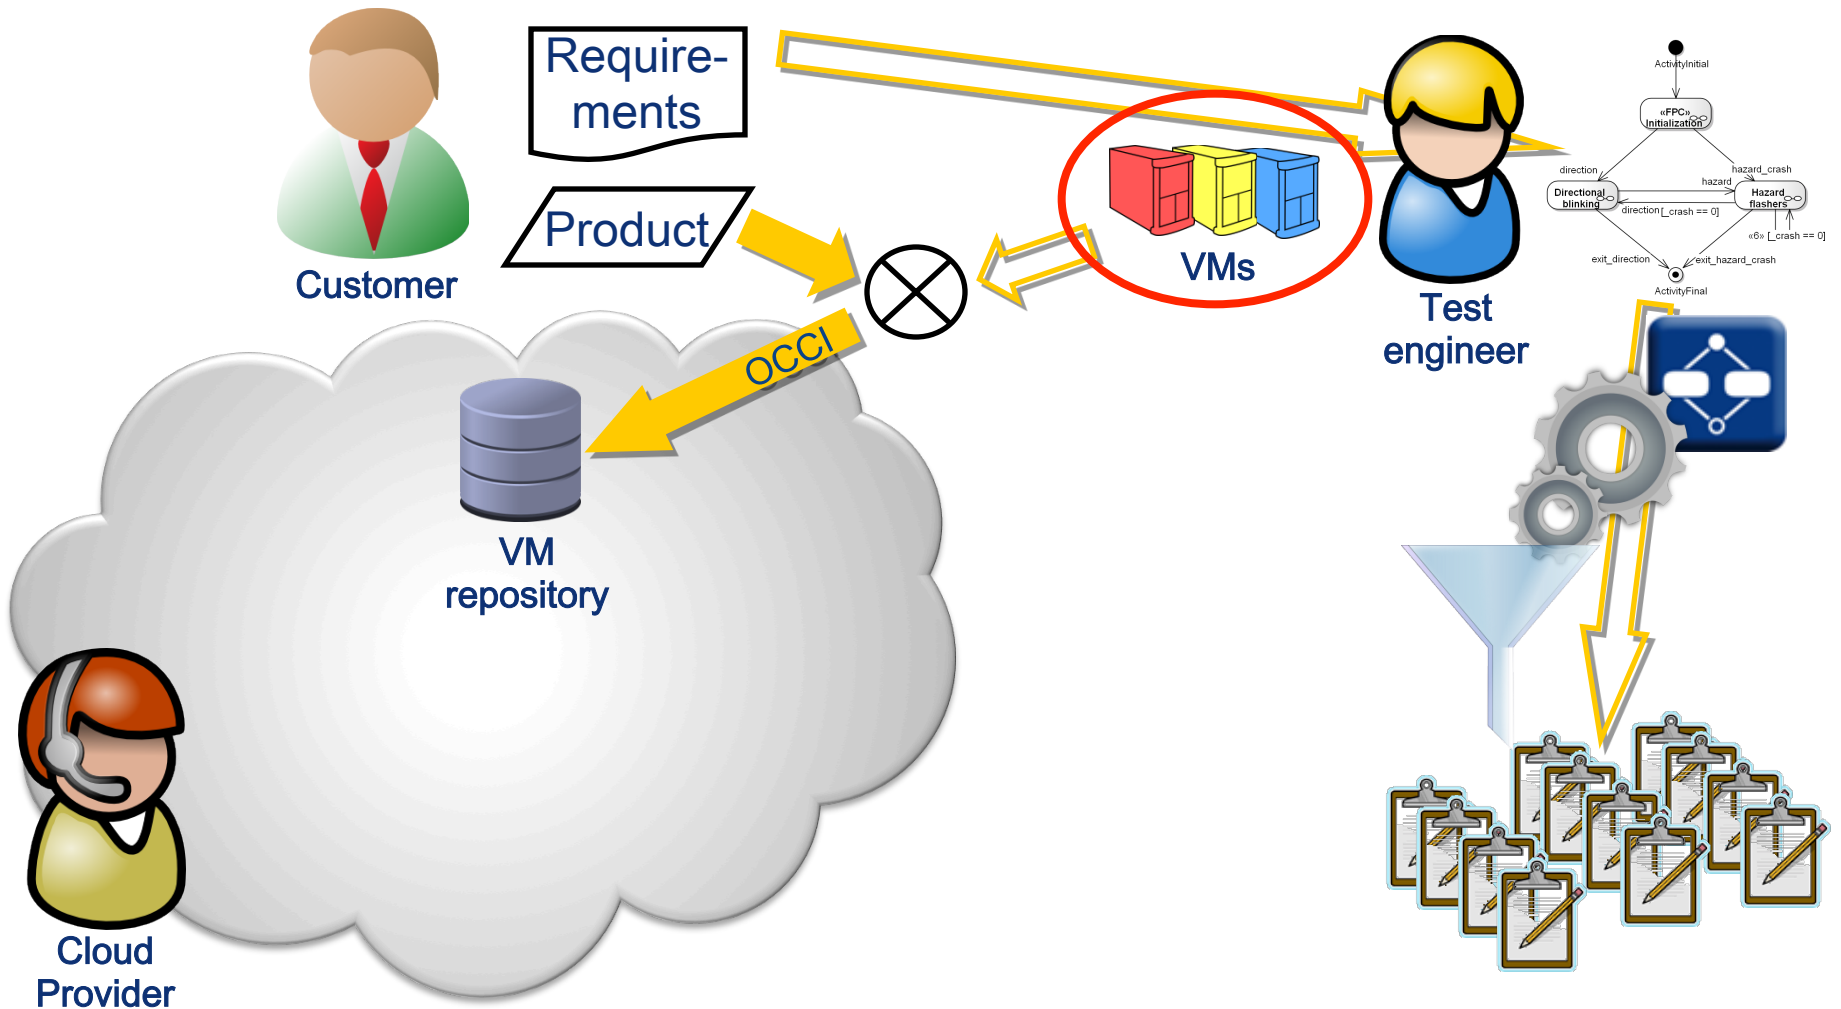 Require-
ments
Product
Customer
VMs
Test
engineer
OCCI
VM
repository
Cloud
Provider
ActivityInitial
«FPC»
Initialization
direction
hazard_crash
hazard
Directional
blinking
Hazard
flashers
direction
[_crash == 0]
«6» [_crash == 0]
exit_direction
exit_hazard_crash
ActivityFinal